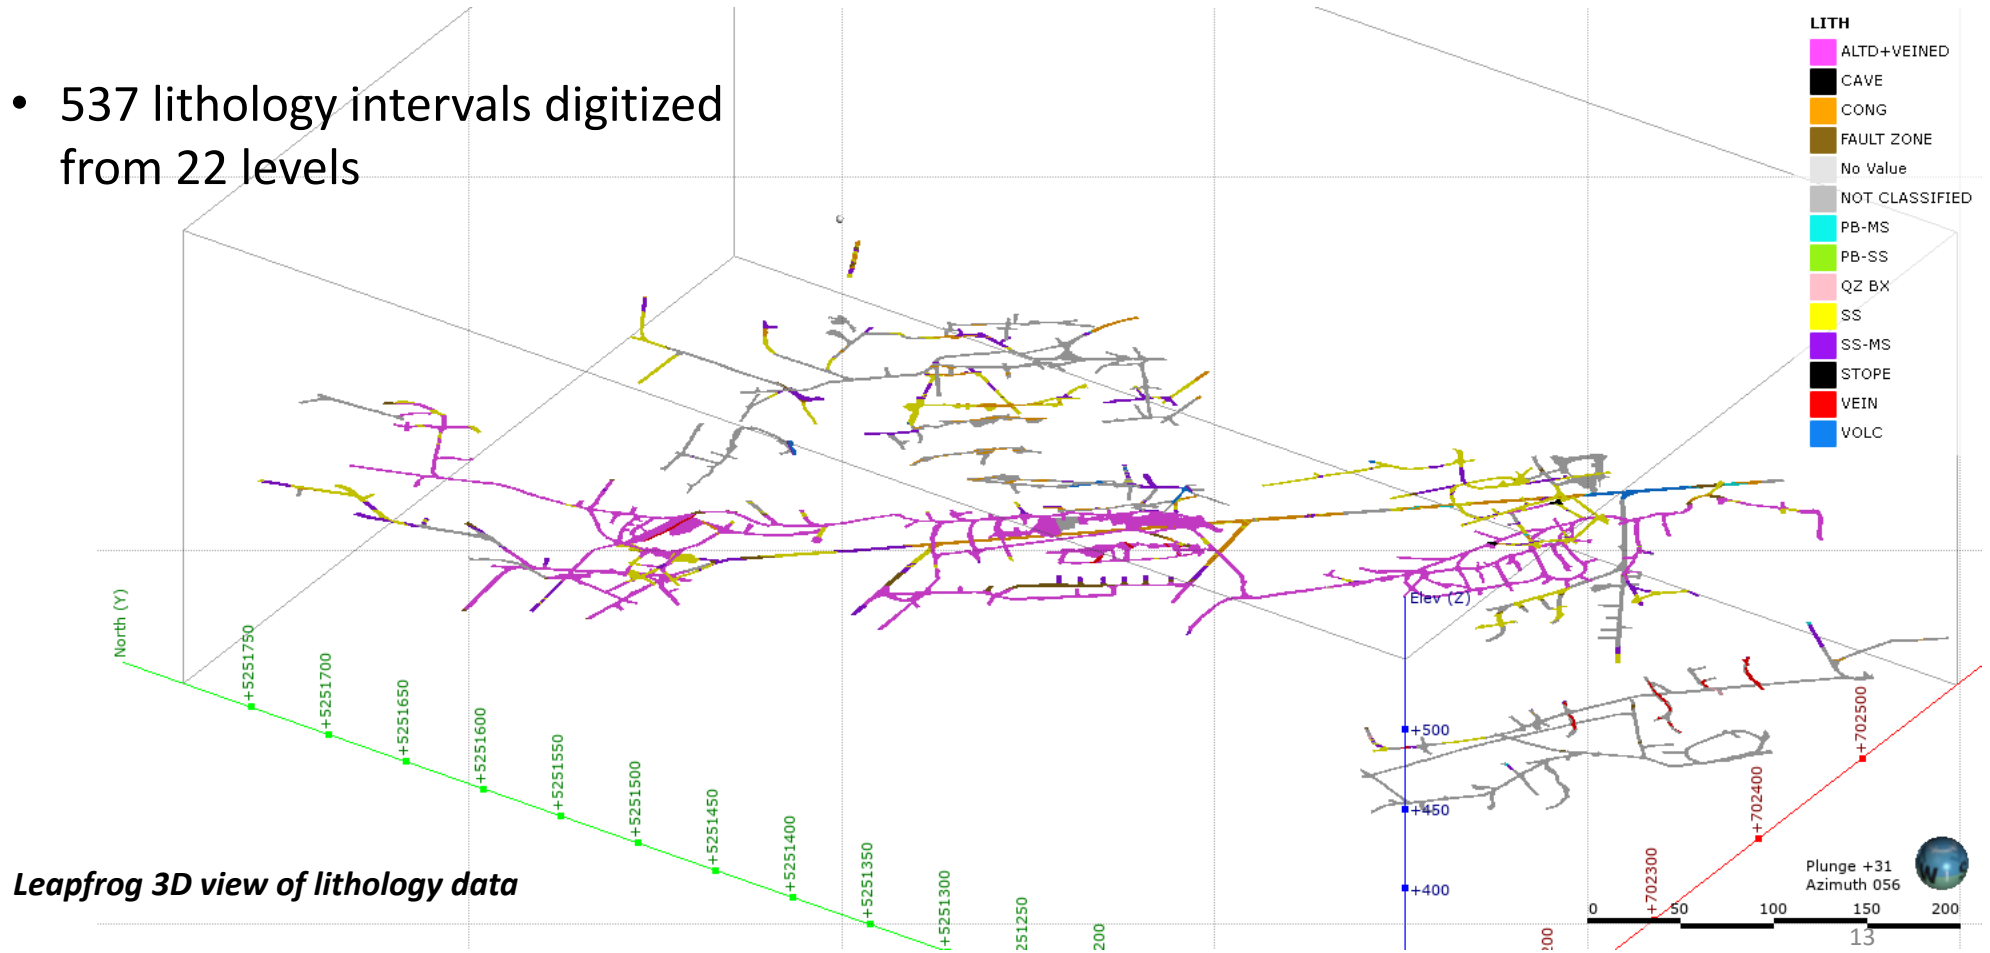 • 537 lithology intervals digitized
from 22 levels
LITH
ALTD+VEINED
CAVE
CONG
FAULT ZONE
No Value
NOT CLASSIFIED
PB-MS
PB-SS
QZ BX
SS
SS-MS
STOPE
VEIN
VOLC
North (Y)
+5251750
+5251700
+5251650
+5251600
+5251550
+5251500
+5251450
+5251400
+5251350
+5251300
251250
200
Elev (Z)
+500
+450
+400
+702500
+702400
+702300
200
Leapfrog 3D view of lithology data
Plunge +31
Azimuth 056
W S
0 50 100 150 200
13